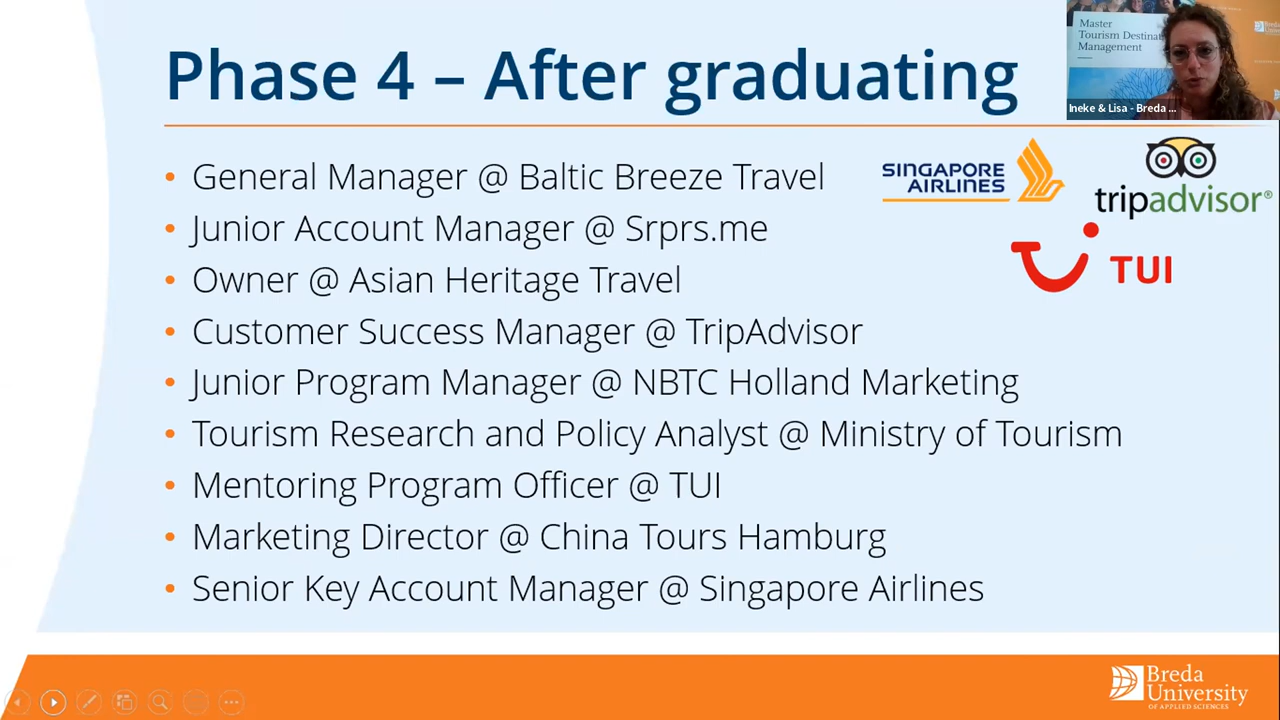 Phase 4 – After graduating
Master
Tourism Destinat
Management
Breda
Univer
Ineke & Lisa - Breda ...
SINGAPORE
AIRLINES
tripadvisor®
TUI
• General Manager @ Baltic Breeze Travel
• Junior Account Manager @ Srprs.me
• Owner @ Asian Heritage Travel
• Customer Success Manager @ TripAdvisor
• Junior Program Manager @ NBTC Holland Marketing
• Tourism Research and Policy Analyst @ Ministry of Tourism
• Mentoring Program Officer @ TUI
• Marketing Director @ China Tours Hamburg
• Senior Key Account Manager @ Singapore Airlines
Breda
University
OF APPLIED SCIENCES